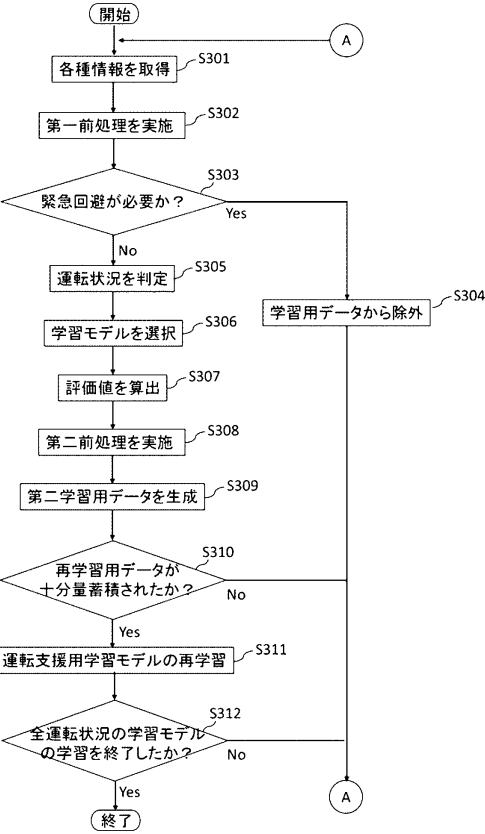 開始
A
各種情報を取得
S301
第一前処理を実施
S302
緊急回避が必要か？
S303
Yes
No
運転状況を判定
S305
学習用データから除外
S304
学習モデルを選択
S306
評価値を算出
S307
第二前処理を実施
S308
第二学習用データを生成
S309
再学習用データが
十分量蓄積されたか？
S310
No
Yes
運転支援用学習モデルの再学習
S311
全運転状況の学習モデル
の学習を終了したか？
S312
No
Yes
A
終了